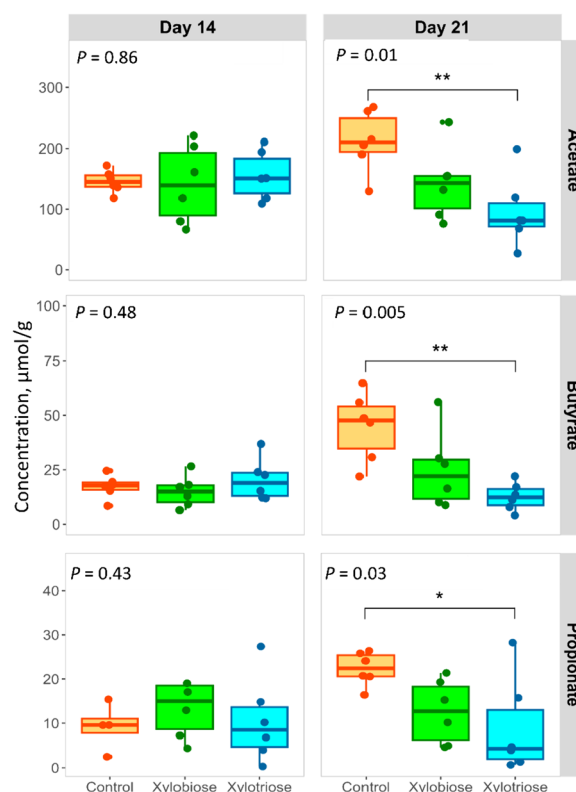 Day 14
Day 21
P = 0.86
P = 0.01
**
300
200
100
0
Acetate
P = 0.48
P = 0.005
**
100
75
50
25
0
Butyrate
Concentration, µmol/g
P = 0.43
P = 0.03
*
40
30
20
10
0
Propionate
Control Xylobiose Xylotriose Control Xylobiose Xylotriose